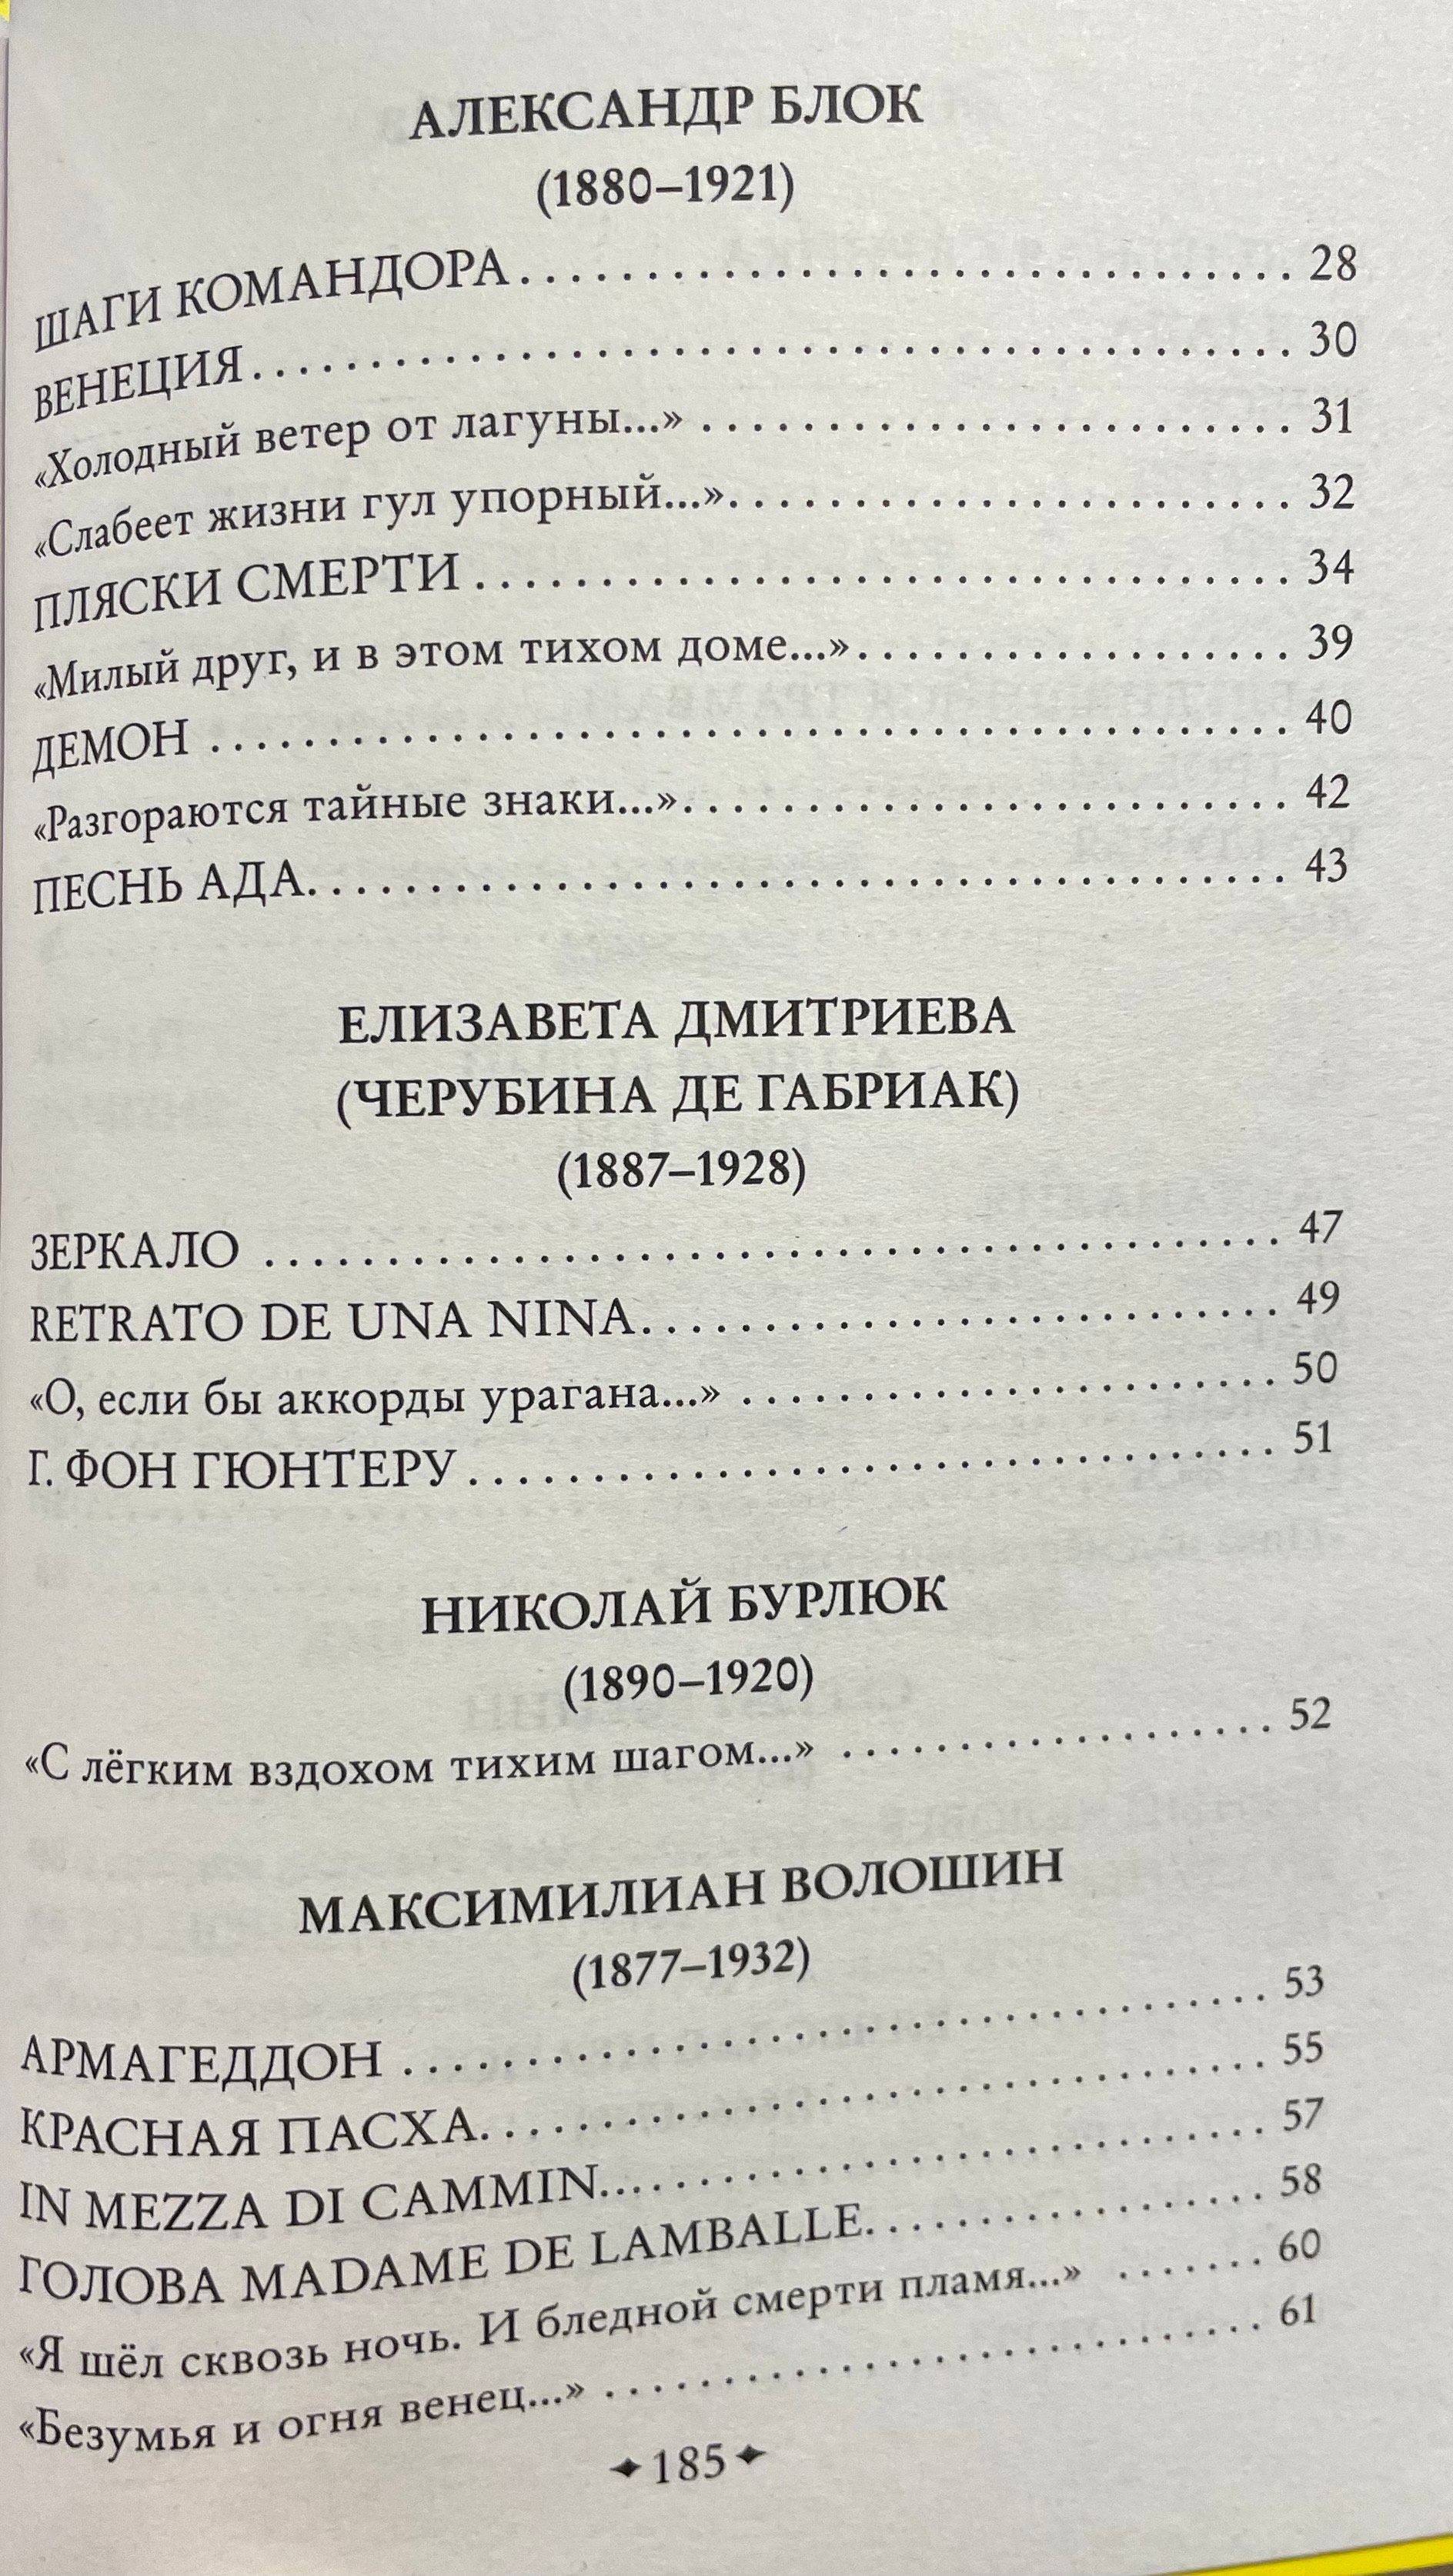 АЛЕКСАНДР БЛОК
(1880–1921)
ШАГИ КОМАНДОРА . . . . . . . . . . . . . . . . . . . . . . . . . . . . . . . 28
ВЕНЕЦИЯ . . . . . . . . . . . . . . . . . . . . . . . . . . . . . . . . . . . . . . . . . 30
«Холодный ветер от лагуны...» . . . . . . . . . . . . . . . . . . . . . . . . 31
«Слабеет жизни гул упорный...». . . . . . . . . . . . . . . . . . . . . . . 32
ПЛЯСКИ СМЕРТИ . . . . . . . . . . . . . . . . . . . . . . . . . . . . . . . . . 34
«Милый друг, и в этом тихом доме...». . . . . . . . . . . . . . . . . . 39
ДЕМОН . . . . . . . . . . . . . . . . . . . . . . . . . . . . . . . . . . . . . . . . . . . 40
«Разгораются тайные знаки...». . . . . . . . . . . . . . . . . . . . . . . . . 42
ПЕСНЬ АДА. . . . . . . . . . . . . . . . . . . . . . . . . . . . . . . . . . . . . . . 43
ЕЛИЗАВЕТА ДМИТРИЕВА
(ЧЕРУБИНА ДЕ ГАБРИАК)
(1887–1928)
ЗЕРКАЛО . . . . . . . . . . . . . . . . . . . . . . . . . . . . . . . . . . . . . . . . . 47
RETRATO DE UNA NINA. . . . . . . . . . . . . . . . . . . . . . . . . . 49
«О, если бы аккорды урагана...» . . . . . . . . . . . . . . . . . . . . . . 50
Г. ФОН ГЮНТЕРУ . . . . . . . . . . . . . . . . . . . . . . . . . . . . . . . . . 51
НИКОЛАЙ БУРЛЮК
(1890–1920)
«С лёгким вздохом тихим шагом...» . . . . . . . . . . . . . . . . . . 52
МАКСИМИЛИАН ВОЛОШИН
(1877–1932)
АРМАГЕДДОН . . . . . . . . . . . . . . . . . . . . . . . . . . . . . . . . . . . 53
КРАСНАЯ ПАСХА. . . . . . . . . . . . . . . . . . . . . . . . . . . . . . . . 55
IN MEZZA DI CAMMIN... . . . . . . . . . . . . . . . . . . . . . . . . . . 57
ГОЛОВА MADAME DE LAMBALLE. . . . . . . . . . . . . . . . . 58
«Я шёл сквозь ночь. И бледной смерти пламя...» . . . . . . . 60
«Безумья и огня венец...» . . . . . . . . . . . . . . . . . . . . . . . . . . . 61
✦185✦